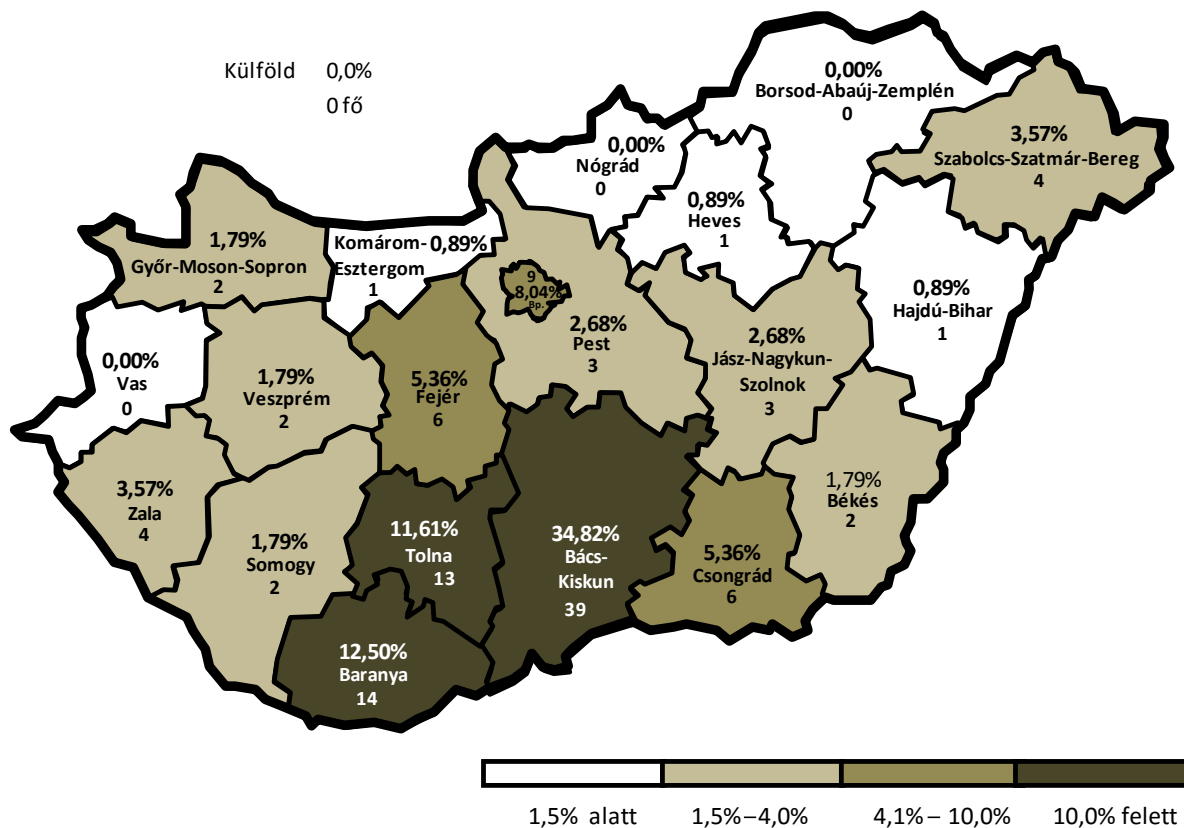 Külföld 0,0%
0 fő
0,00%
Borsod-Abaúj-Zemplén
0
3,57%
Szabolcs-Szatmár-Bereg
4
0,00%
Nógrád
0
0,89%
Heves
1
1,79%
Győr-Moson-Sopron
2
Komárom- 0,89%
Esztergom
1
9
8,04%
Bp.
2,68%
Pest
3
2,68%
Jász-Nagykun-
Szolnok
3
0,89%
Hajdú-Bihar
1
0,00%
Vas
0
1,79%
Veszprém
2
5,36%
Fejér
6
3,57%
Zala
4
1,79%
Somogy
2
11,61%
Tolna
13
34,82%
Bács-
Kiskun
39
5,36%
Csongrád
6
1,79%
Békés
2
12,50%
Baranya
14
1,5% alatt 1,5%–4,0% 4,1% – 10,0% 10,0% felett